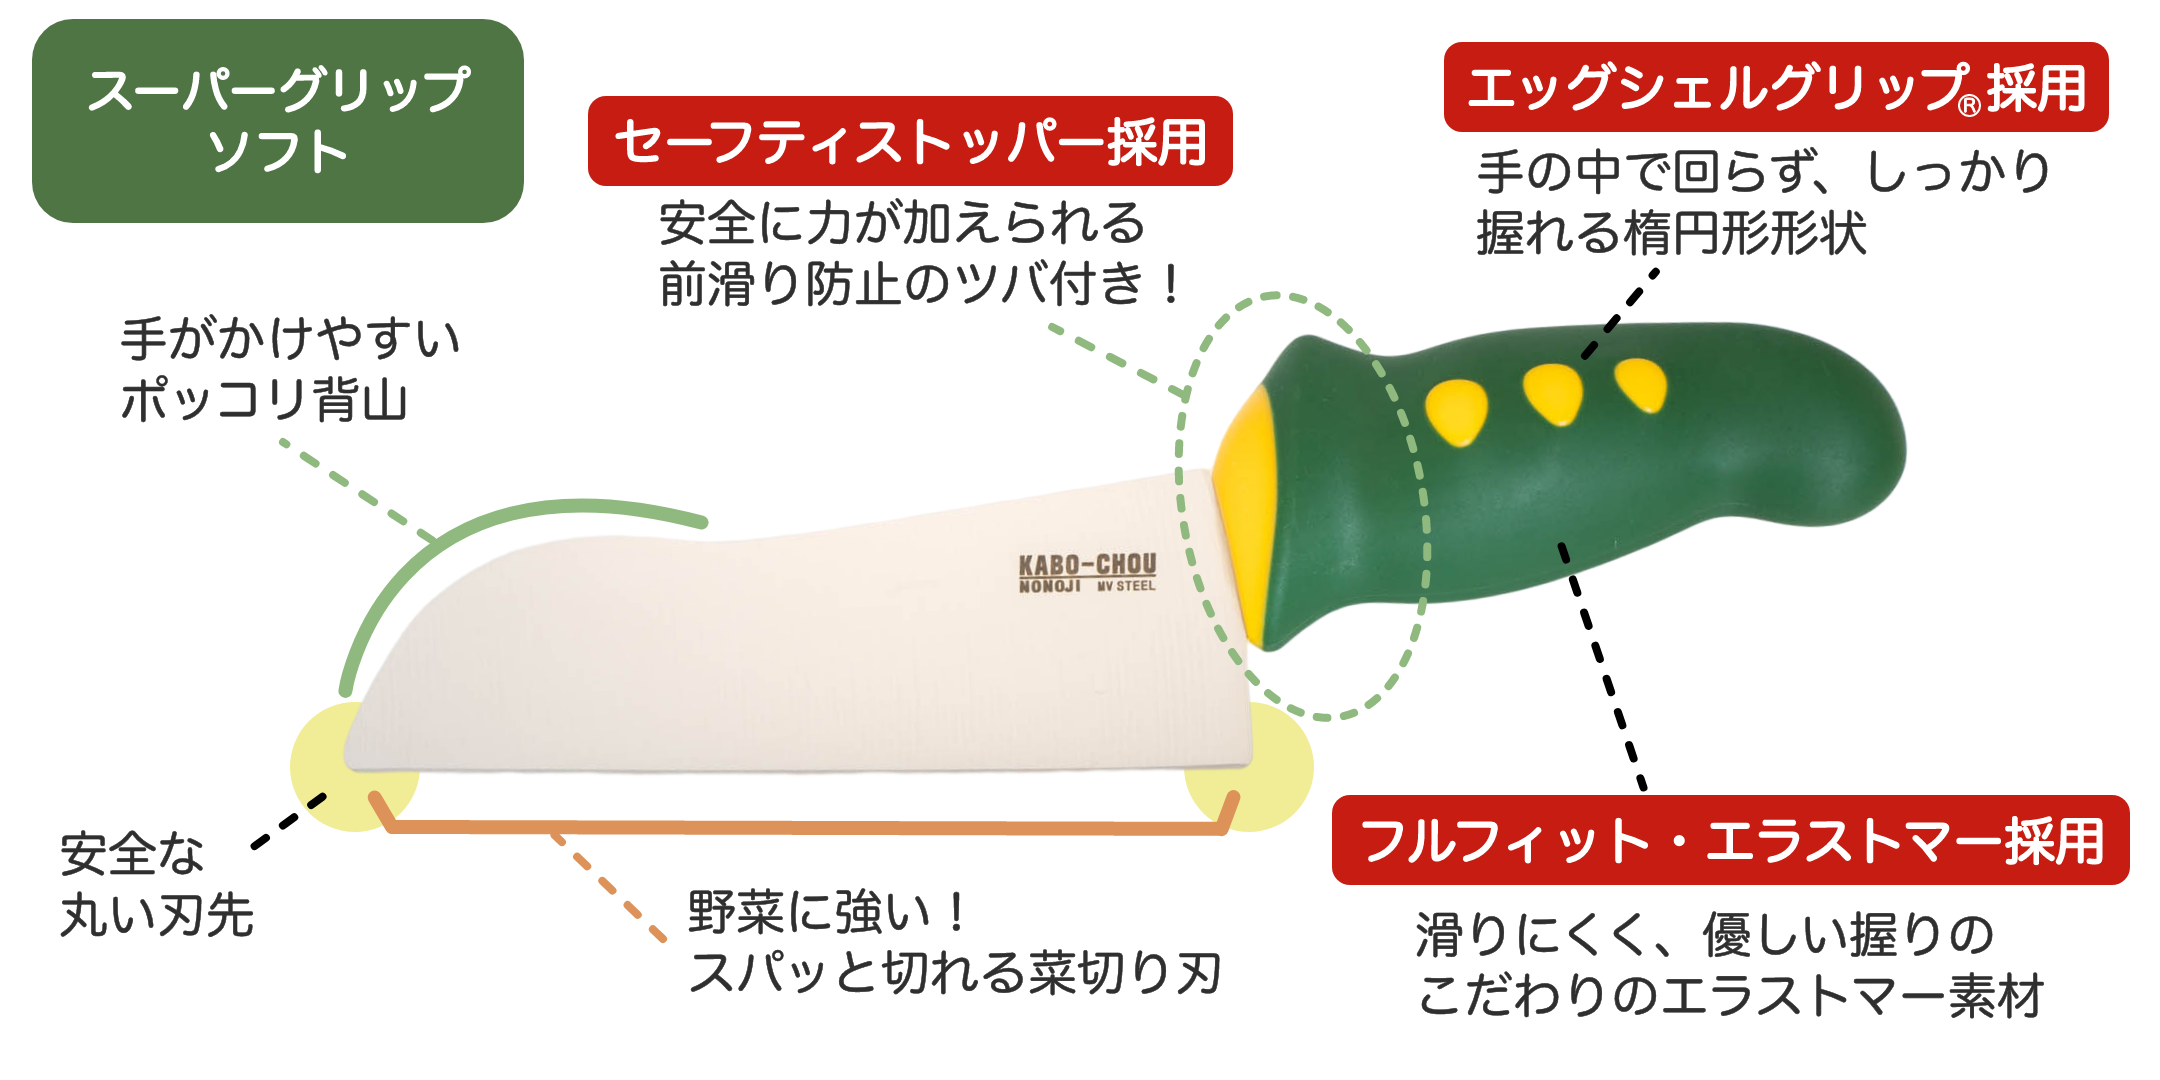 スーパーグリップ
ソフト
セーフティストッパー採用
安全に力が加えられる
前滑り防止のツバ付き！
エッグシェルグリップ®採用
手の中で回らず、しっかり
握れる楕円形形状
手がかけやすい
ポッコリ背山
KABO-CHOU
NONOJI MV STEEL
安全な
丸い刃先
野菜に強い！
スパッと切れる菜切り刃
フルフィット・エラストマー採用
滑りにくく、優しい握りの
こだわりのエラストマー素材